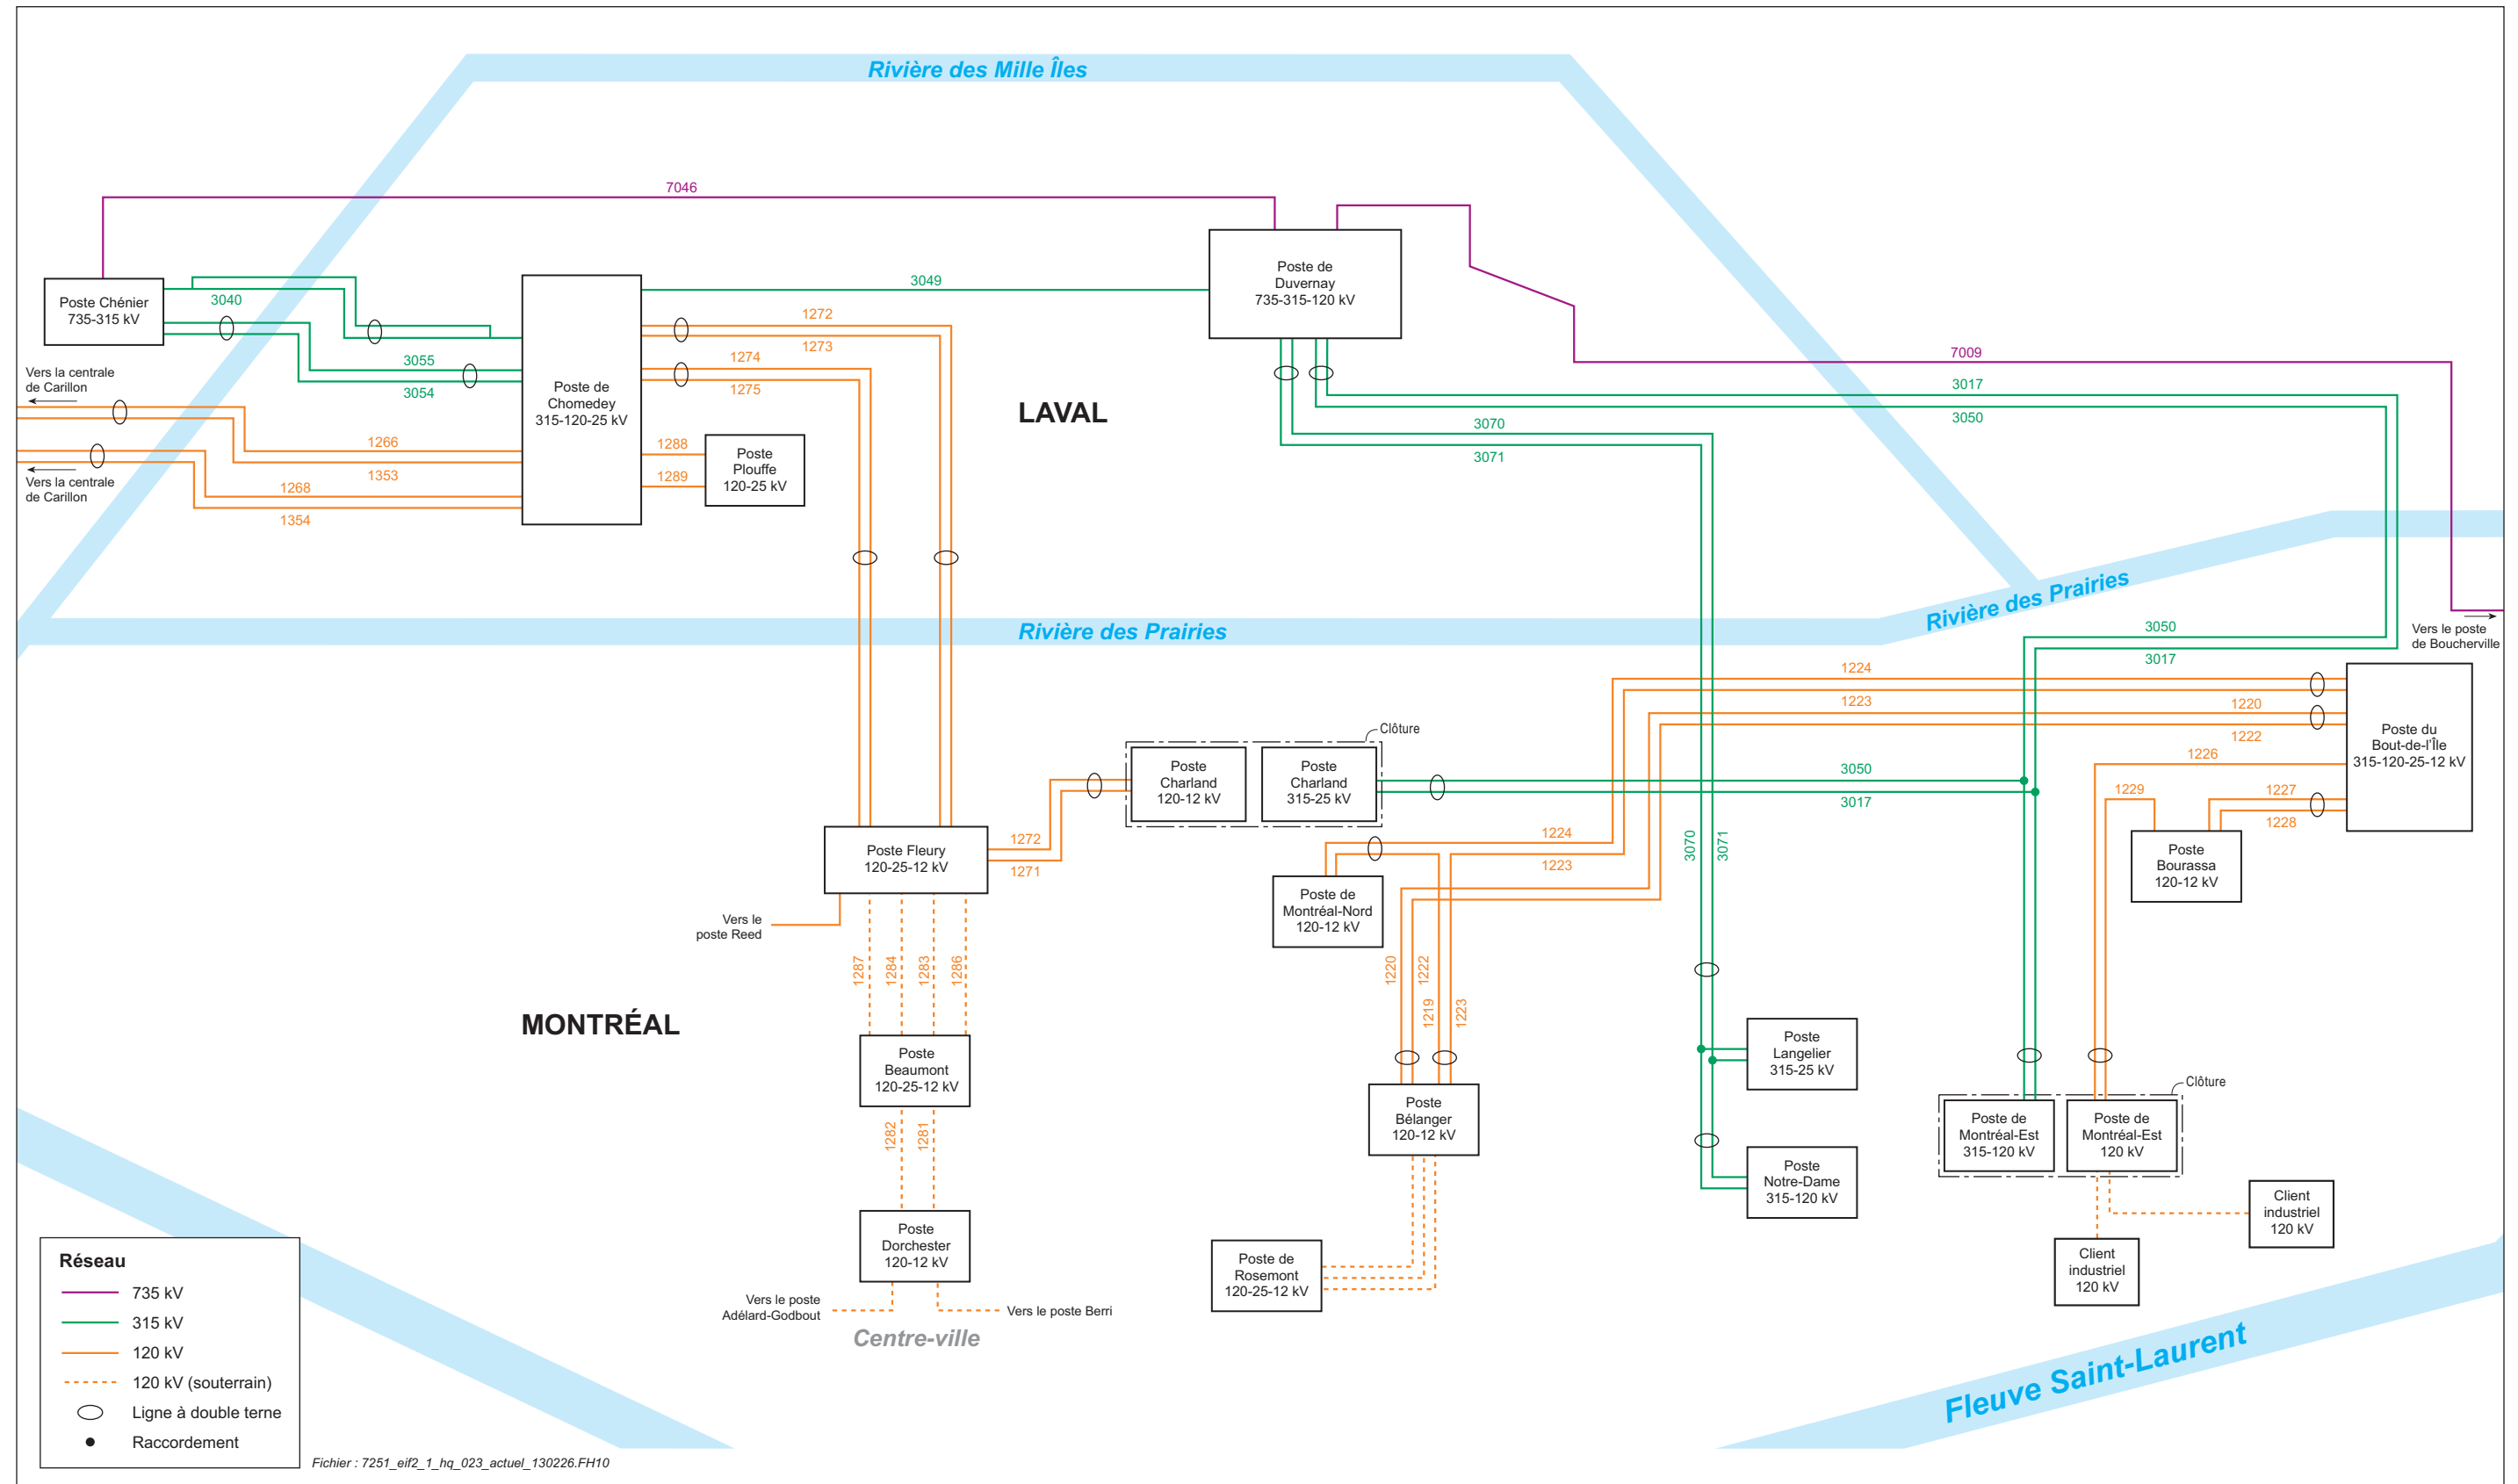 Rivière des Mille Îles
7046
Poste de
Duvernay
735-315-120 kV
Poste Chénier
735-315 kV
3040
3049
Poste de
Chomedey
315-120-25 kV
1272
1273
1274
1275
3055
3054
7009
3017
3050
Vers la centrale
de Carillon
LAVAL
3070
3071
1266
1353
1288
1289
Poste
Plouffe
120-25 kV
Vers la centrale
de Carillon
1268
1354
Rivière des Prairies
Rivière des Prairies
3050
3017
Vers le poste
de Boucherville
1224
1223
1220
1222
Poste du
Bout-de-l'Île
315-120-25-12 kV
1226
1229
1227
1228
Clôture
Poste
Charland
120-12 kV
Poste
Charland
315-25 kV
3050
3017
Poste Fleury
120-25-12 kV
1272
1271
1224
1223
3070
3071
Poste
Bourassa
120-12 kV
Poste de
Montréal-Nord
120-12 kV
Vers le
poste Reed
1287
1284
1283
1286
1220
1222
1219
1223
MONTRÉAL
Poste
Beaumont
120-25-12 kV
Poste
Langelier
315-25 kV
Clôture
Poste
Bélanger
120-12 kV
1282
1281
Poste de
Montréal-Est
315-120 kV
Poste de
Montréal-Est
120 kV
Poste
Notre-Dame
315-120 kV
Client
industriel
120 kV
Client
industriel
120 kV
Poste
Dorchester
120-12 kV
Poste de
Rosemont
120-25-12 kV
Vers le poste
Adélard-Godbout
Vers le poste Berri
Centre-ville
Fleuve Saint-Laurent
Réseau
735 kV
315 kV
120 kV
120 kV (souterrain)
Ligne à double terne
Raccordement
Fichier : 7251_eif2_1_hq_023_actuel_130226.FH10